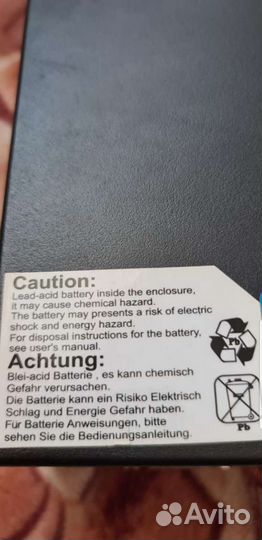 Caution:
Lead-acid battery inside the enclosure,
it may cause chemical hazard.
The battery may presents a risk of electric
shock and energy hazard.
For disposal instructions for the battery,
see user's manual.
Pb
Achtung:
Blei-acid Batterie , es kann chemisch
Gefahr verursachen.
Die Batterie kann ein Risiko Elektrisch
Schlag und Energie Gefahr haben.
Für Batterie Anweisungen, bitte
sehen Sie die Bedienungsanleitung.
Pb
Avito